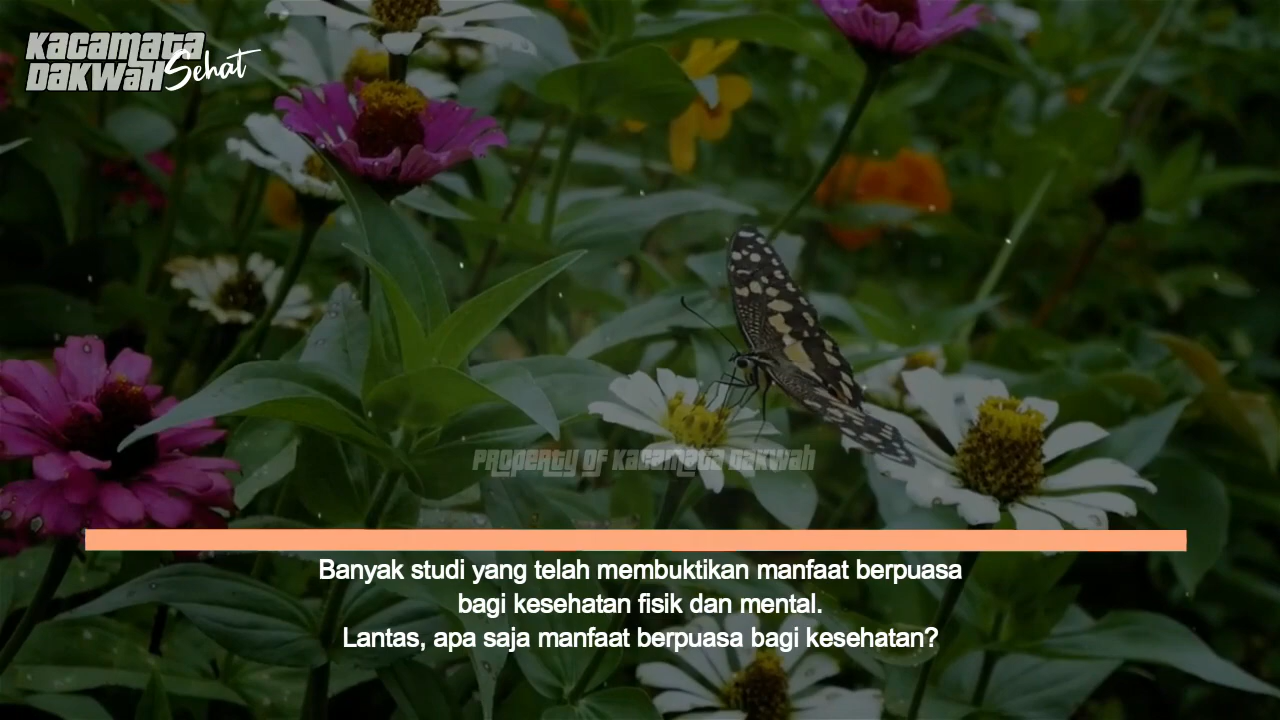 Kacamata
Dakwah Sehat
PROPERTY OF KACAMATA DAKWAH
Banyak studi yang telah membuktikan manfaat berpuasa
bagi kesehatan fisik dan mental.
Lantas, apa saja manfaat berpuasa bagi kesehatan?